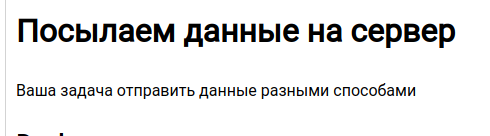 Посылаем данные на сервер
Ваша задача отправить данные разными способами